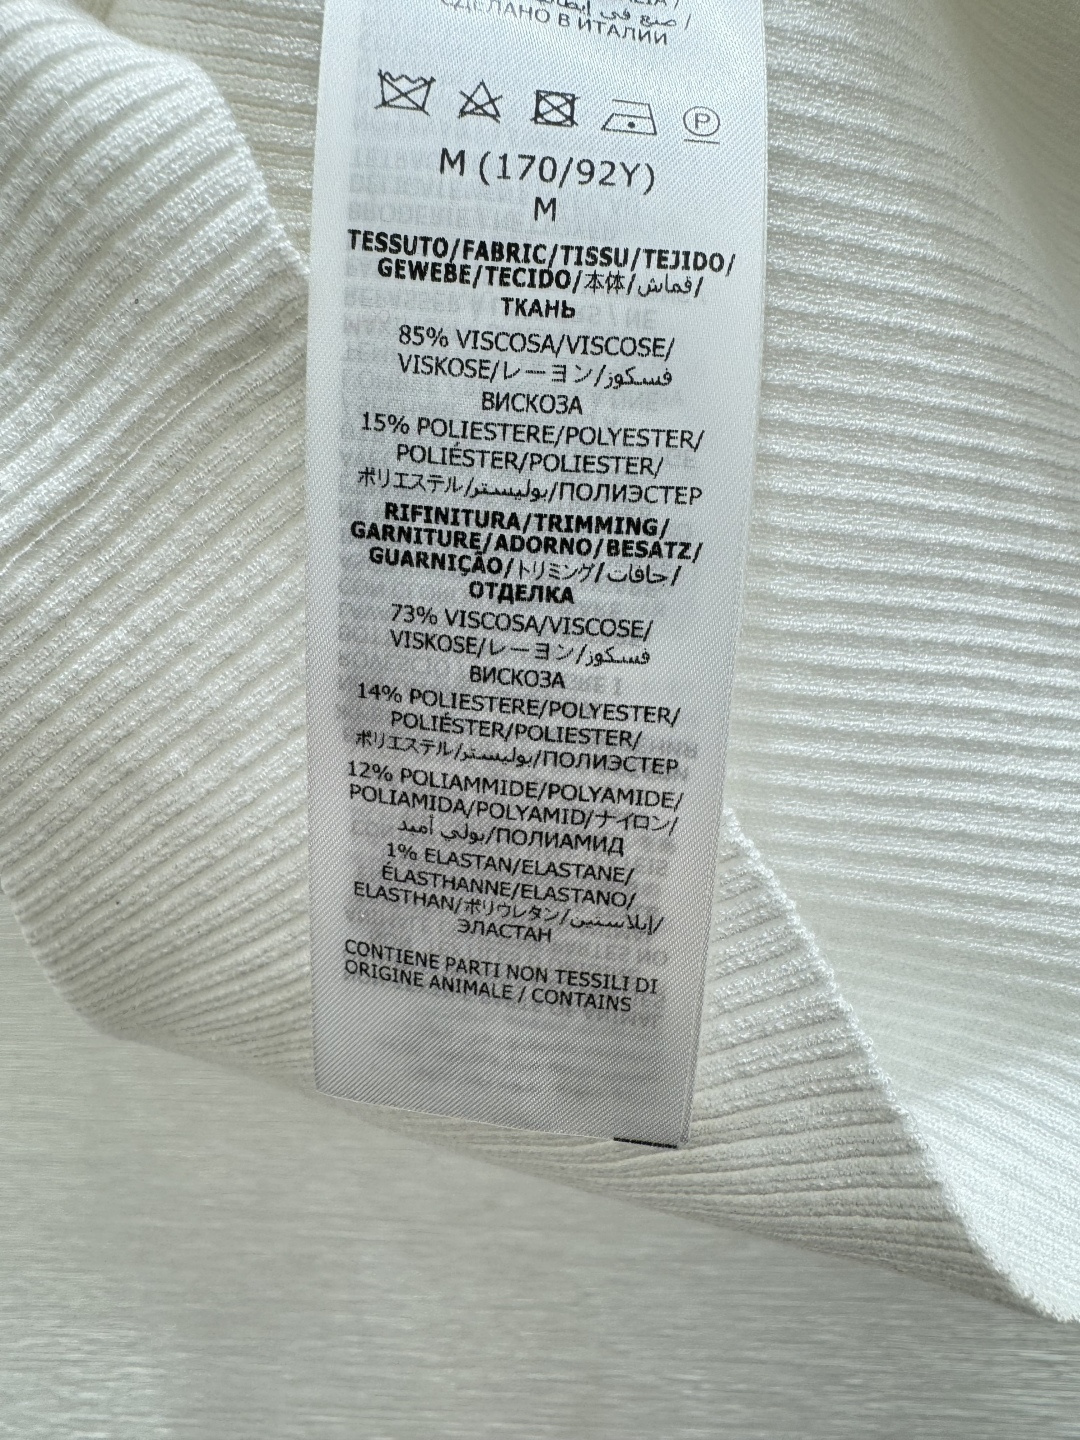 صنع في إيطاليا /
СДЕЛАНО В ИТАЛИИ
P
M (170/92Y)
M
TESSUTO/FABRIC/TISSU/TEJIDO/
GEWEBE/TECIDO/本体/قماش/
ТКАНЬ
85% VISCOSA/VISCOSE/
VISKOSE/レーヨン/فسكوز/
ВИСКОЗА
15% POLIESTERE/POLYESTER/
POLIÉSTER/POLIESTER/
ポリエステル/بوليستر/ПОЛИЭСТЕР
RIFINITURA/TRIMMING/
GARNITURE/ADORNO/BESATZ/
GUARNIÇÃO/トリミング/حافات/
ОТДЕЛКА
73% VISCOSA/VISCOSE/
VISKOSE/レーヨン/فسكوز/
ВИСКОЗА
14% POLIESTERE/POLYESTER/
POLIÉSTER/POLIESTER/
ポリエステル/بوليستر/ПОЛИЭСТЕР
12% POLIAMMIDE/POLYAMIDE/
POLIAMIDA/POLYAMID/ナイロン/
بولي أميد/ПОЛИАМИД
1% ELASTAN/ELASTANE/
ÉLASTHANNE/ELASTANO/
ELASTHAN/ポリウレタン/إيلاستين/
ЭЛАСТАН
CONTIENE PARTI NON TESSILI DI
ORIGINE ANIMALE / CONTAINS